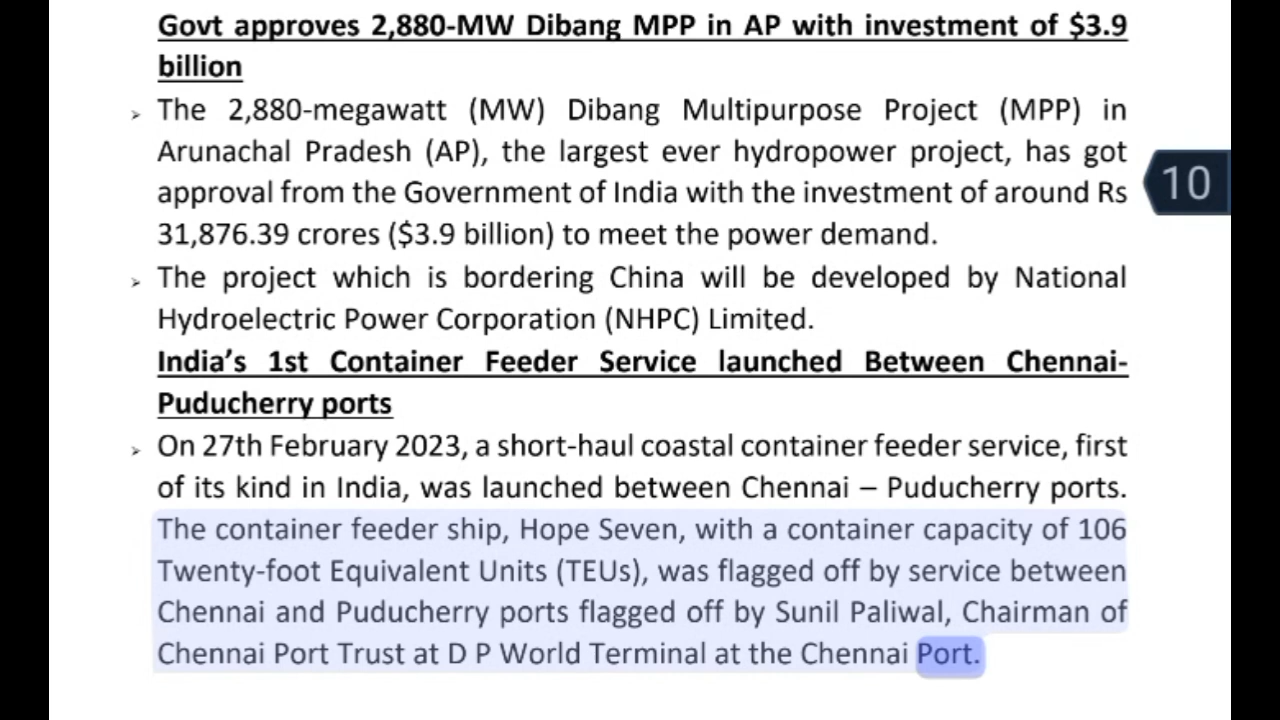 Govt approves 2,880-MW Dibang MPP in AP with investment of $3.9
billion
The 2,880-megawatt (MW) Dibang Multipurpose Project (MPP) in
Arunachal Pradesh (AP), the largest ever hydropower project, has got
approval from the Government of India with the investment of around Rs
31,876.39 crores ($3.9 billion) to meet the power demand.
The project which is bordering China will be developed by National
Hydroelectric Power Corporation (NHPC) Limited.
India’s 1st Container Feeder Service launched Between Chennai-
Puducherry ports
On 27th February 2023, a short-haul coastal container feeder service, first
of its kind in India, was launched between Chennai – Puducherry ports.
The container feeder ship, Hope Seven, with a container capacity of 106
Twenty-foot Equivalent Units (TEUs), was flagged off by service between
Chennai and Puducherry ports flagged off by Sunil Paliwal, Chairman of
Chennai Port Trust at D P World Terminal at the Chennai Port.
10